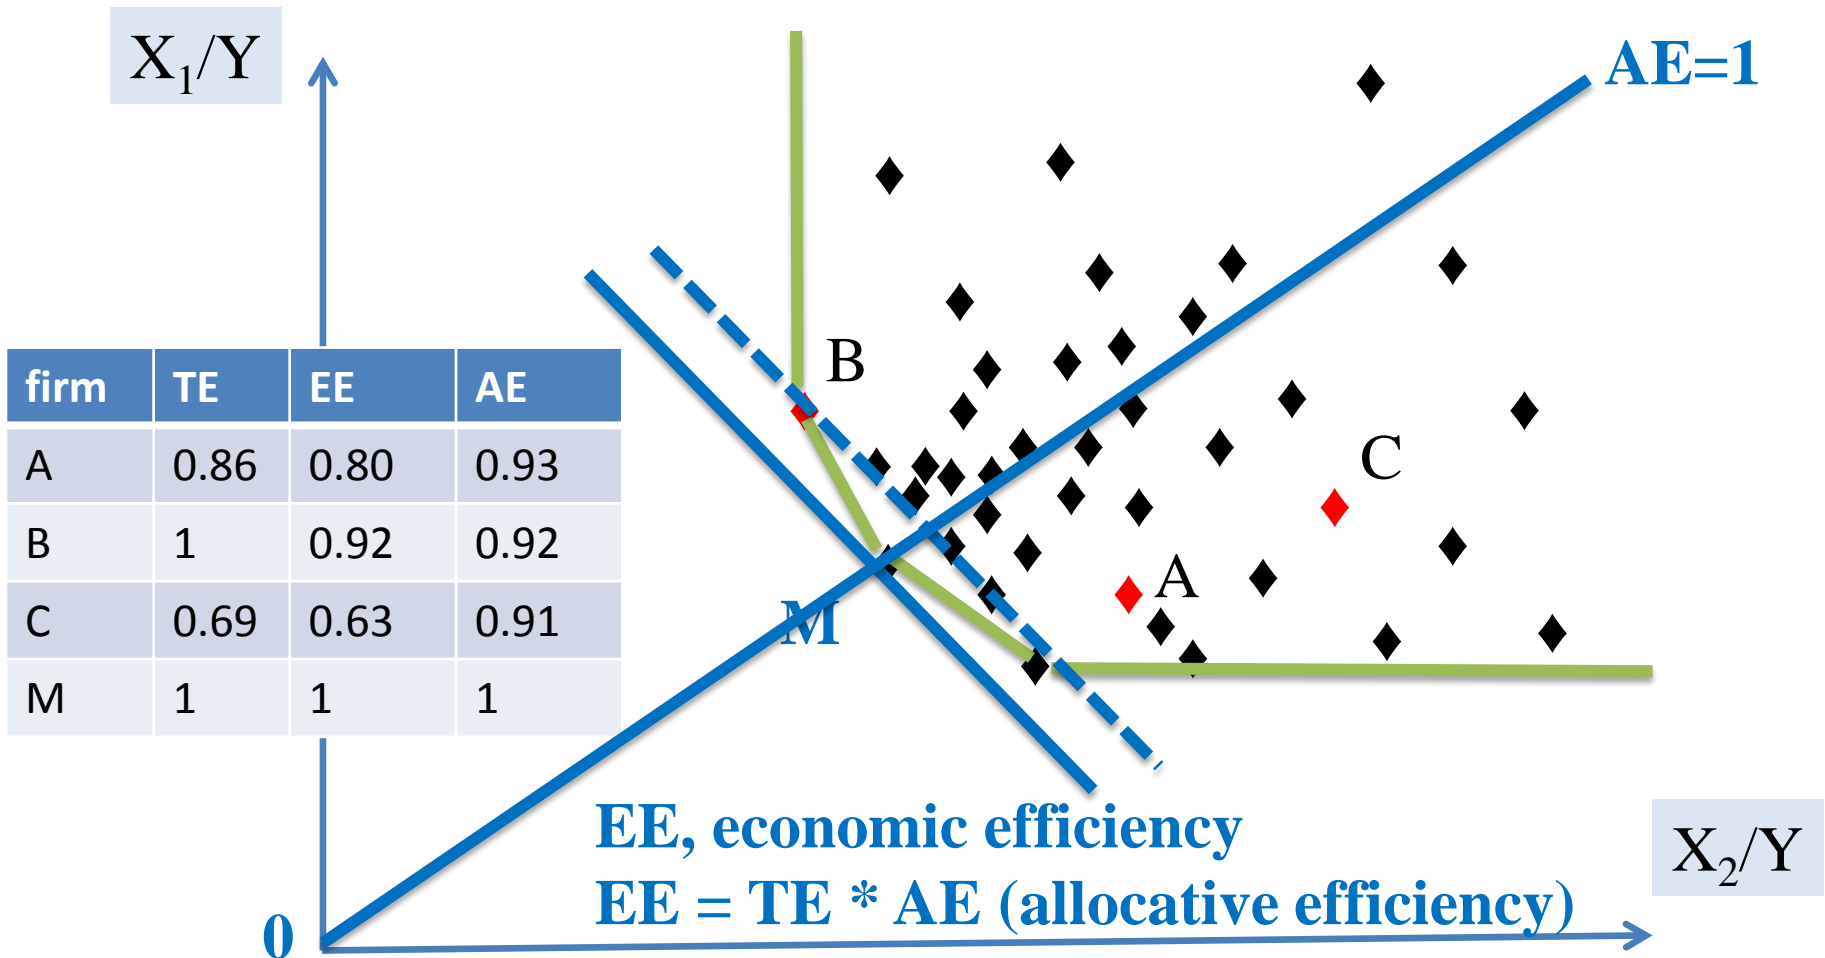 X₁/Y
AE=1
B
firm TE EE AE
A 0.86 0.80 0.93
B 1 0.92 0.92
C 0.69 0.63 0.91
M 1 1 1
C
A
M
EE, economic efficiency
EE = TE * AE (allocative efficiency)
X₂/Y
0